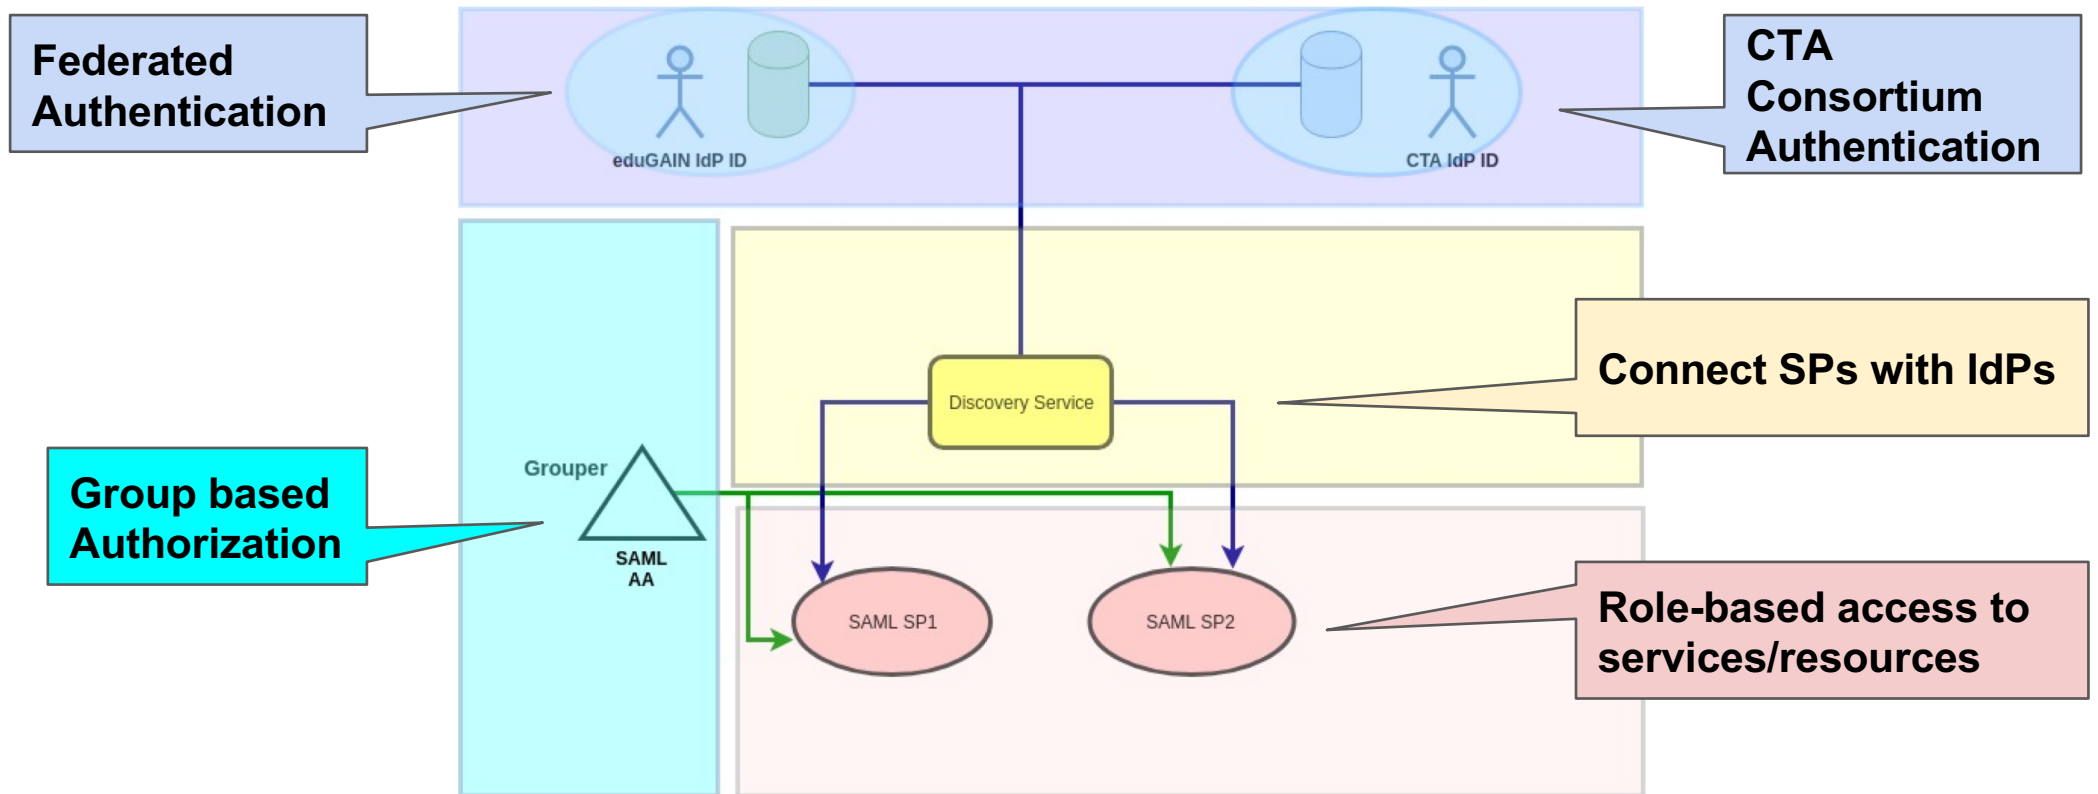 Federated
Authentication
eduGAIN IdP ID
CTA IdP ID
CTA
Consortium
Authentication
Discovery Service
Connect SPs with IdPs
Group based
Authorization
Grouper
SAML
AA
SAML SP1
SAML SP2
Role-based access to
services/resources